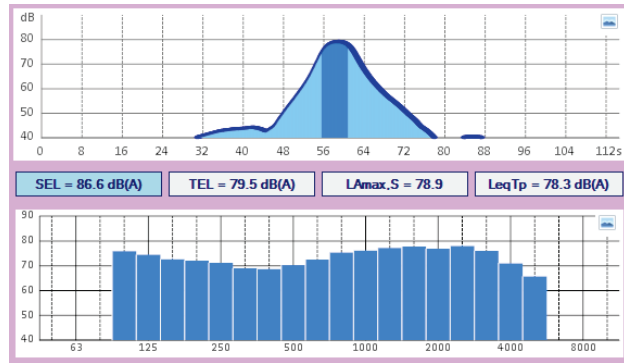 dB
80
70
60
50
40
0 8 16 24 32 40 48 56 64 72 80 88 96 104 112s
SEL = 86.6 dB(A) TEL = 79.5 dB(A) LAmax,S = 78.9 LeqTp = 78.3 dB(A)
90
80
70
60
50
40
63 125 250 500 1000 2000 4000 8000